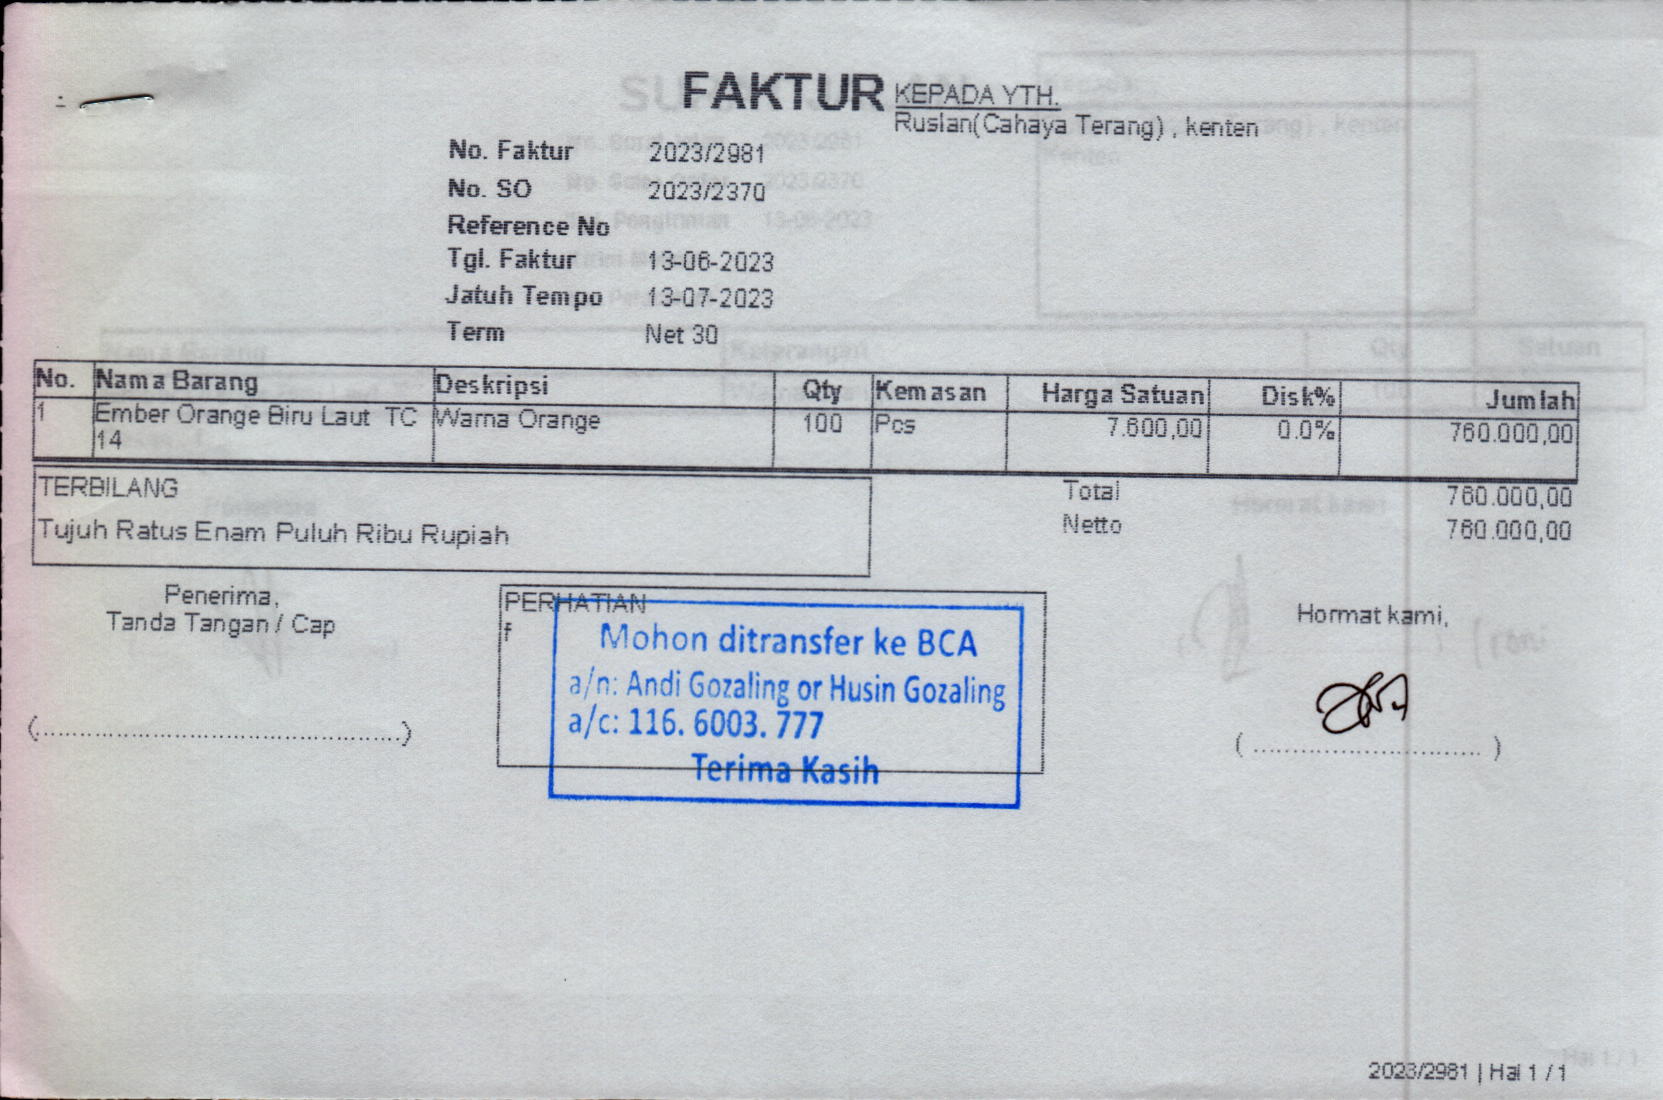 FAKTUR
KEPADA YTH.
Ruslan(Cahaya Terang) , kenten
No. Faktur 2023/2981
No. SO 2023/2370
Reference No
Tgl. Faktur 13-06-2023
Jatuh Tempo 13-07-2023
Term Net 30
No. Nama Barang Deskripsi Qty Kemasan Harga Satuan Disk% Jumlah
1 Ember Orange Biru Laut TC Warna Orange 100 Pcs 7.600,00 0.0% 760.000,00
14
TERBILANG
Tujuh Ratus Enam Puluh Ribu Rupiah
Total 760.000,00
Netto 760.000,00
Penerima,
Tanda Tangan / Cap
(..............................................)
PERHATIAN
f
Mohon ditransfer ke BCA
a/n: Andi Gozaling or Husin Gozaling
a/c: 116. 6003. 777
Terima Kasih
Hormat kami,
( ............................ )
2023/2981 | Hal 1 / 1